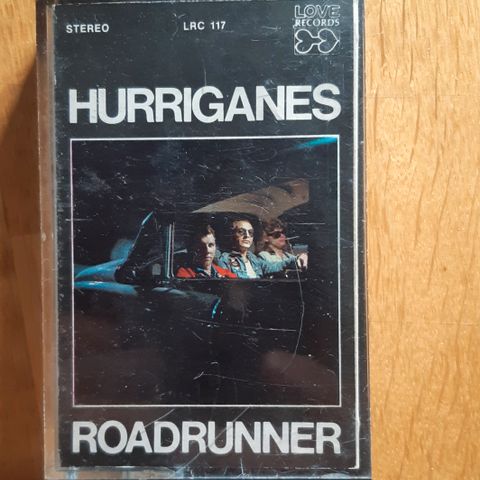 STEREO LRC 117 LOVE
RECORDS
HURRIGANES
ROADRUNNER